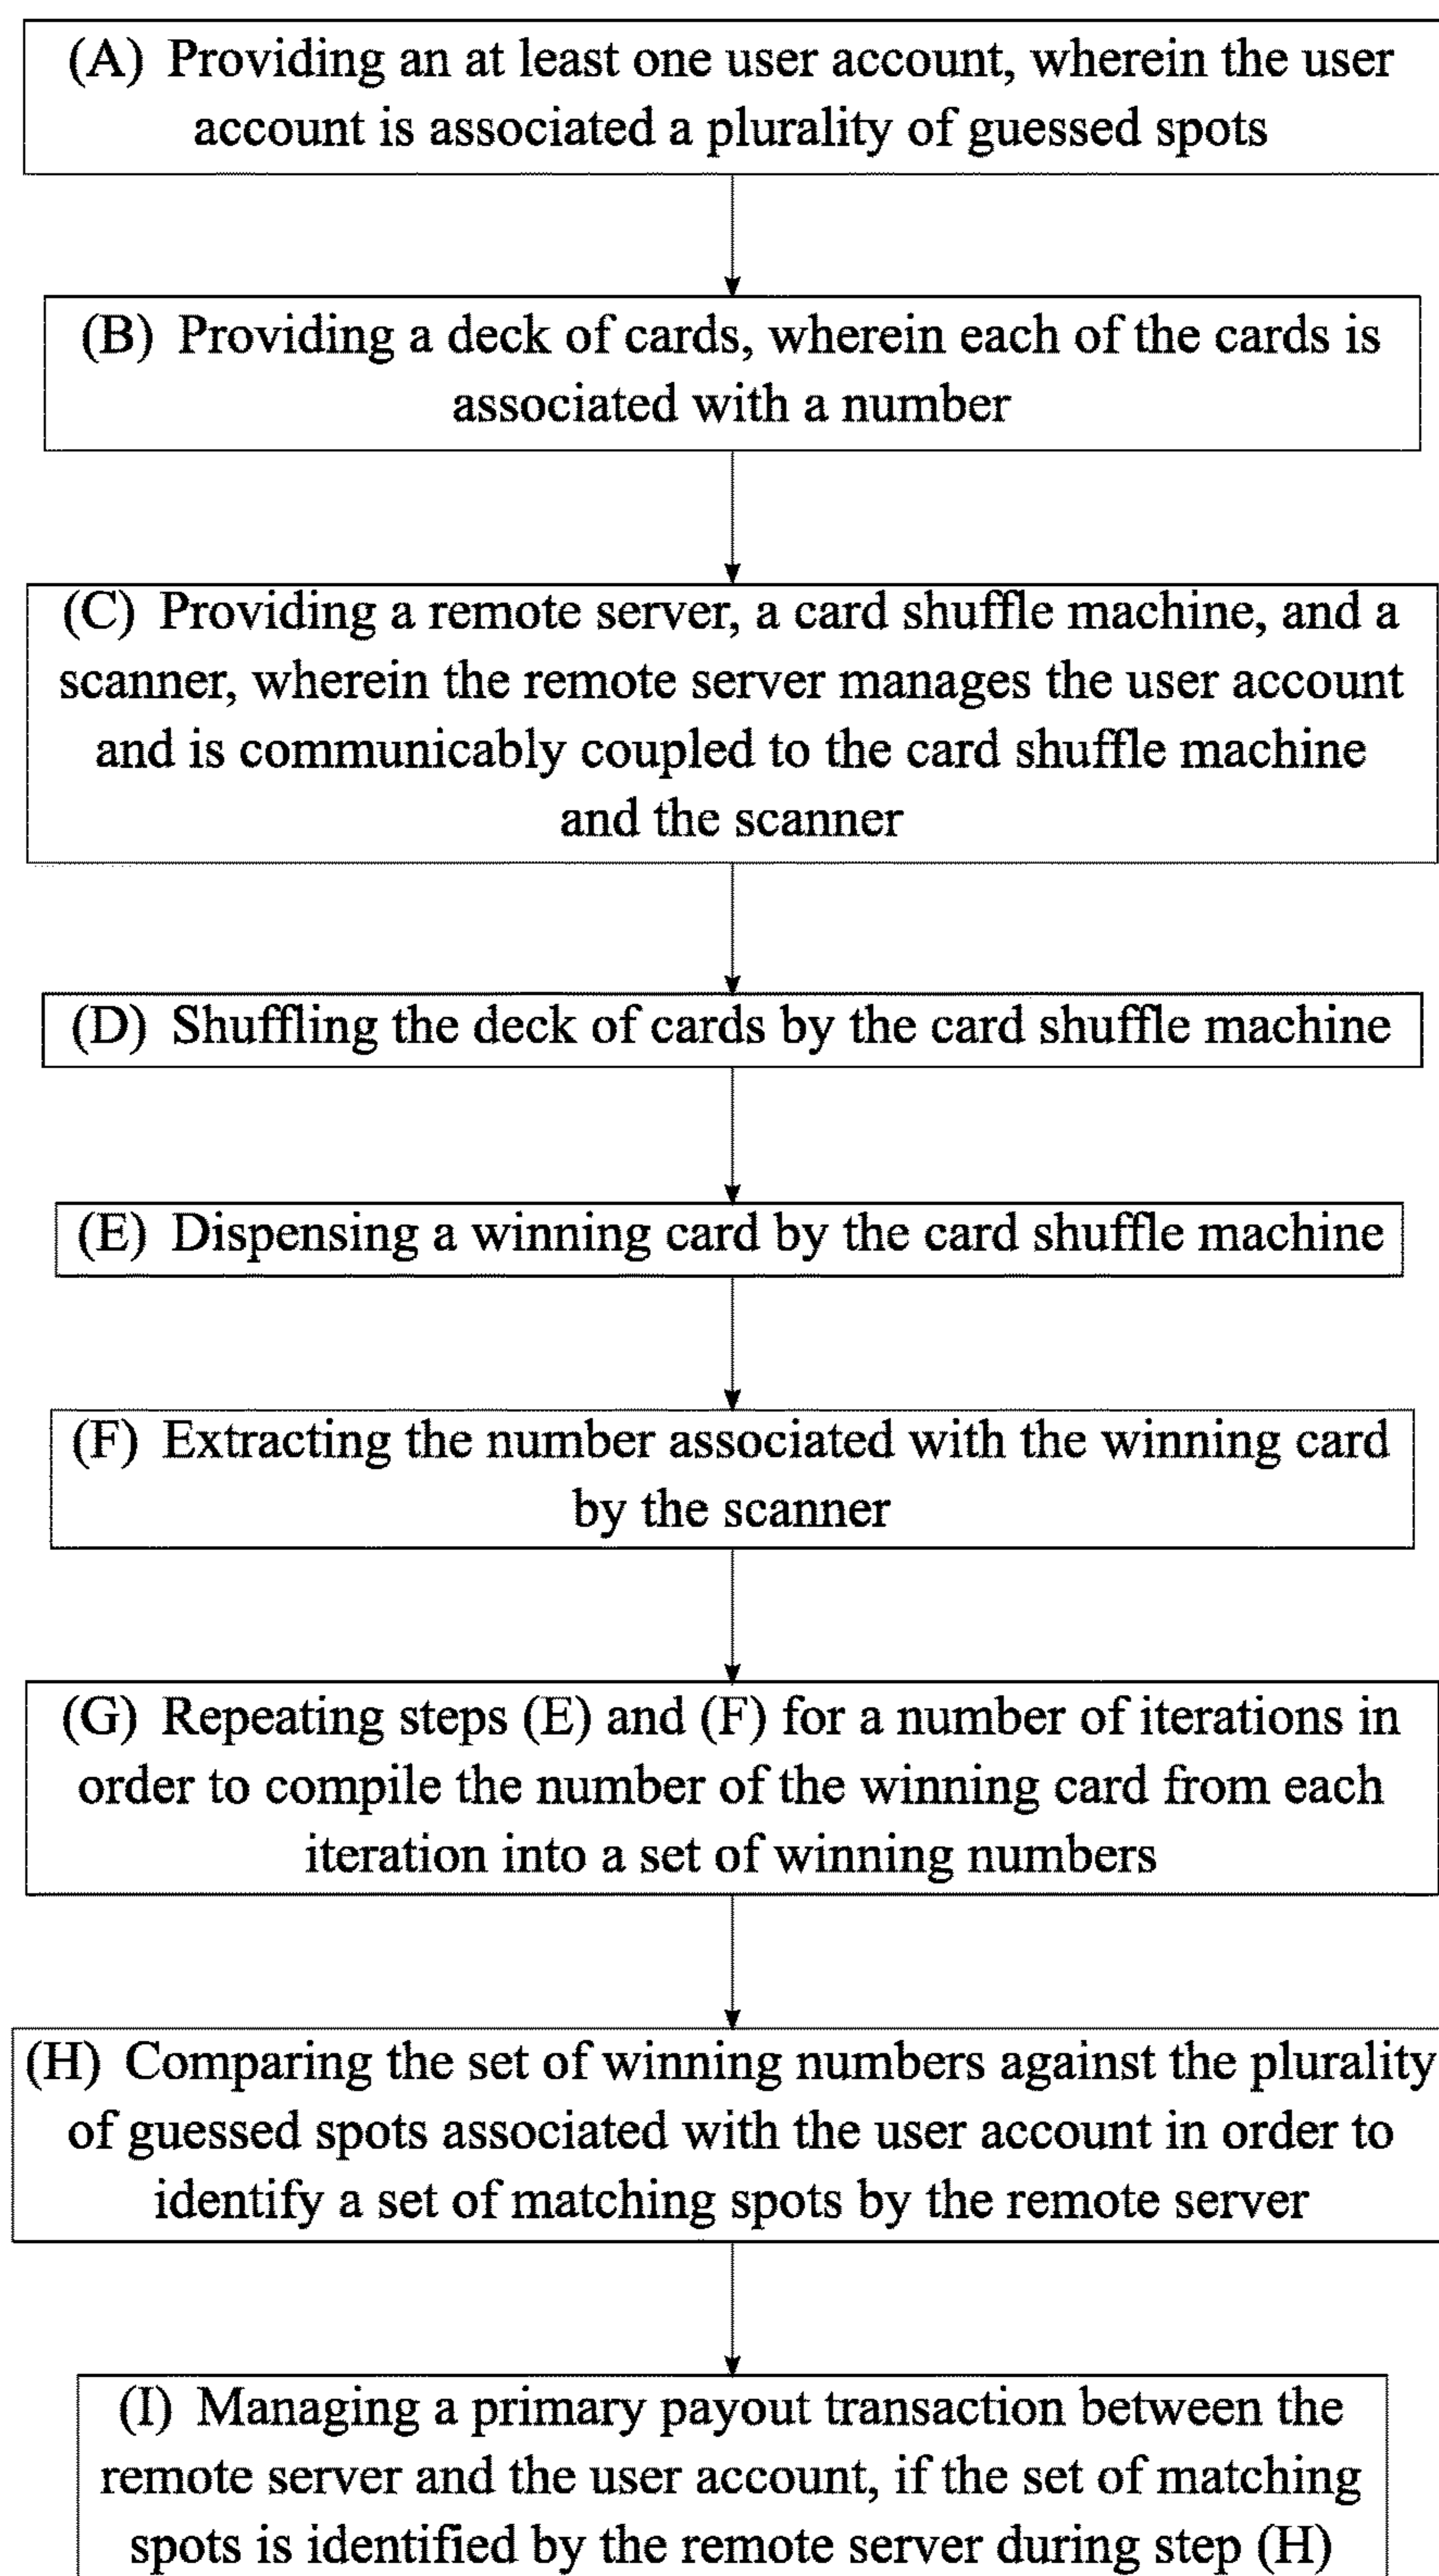 (A) Providing an at least one user account, wherein the user
account is associated a plurality of guessed spots
(B) Providing a deck of cards, wherein each of the cards is
associated with a number
(C) Providing a remote server, a card shuffle machine, and a
scanner, wherein the remote server manages the user account
and is communicably coupled to the card shuffle machine
and the scanner
(D) Shuffling the deck of cards by the card shuffle machine
(E) Dispensing a winning card by the card shuffle machine
(F) Extracting the number associated with the winning card
by the scanner
(G) Repeating steps (E) and (F) for a number of iterations in
order to compile the number of the winning card from each
iteration into a set of winning numbers
(H) Comparing the set of winning numbers against the plurality
of guessed spots associated with the user account in order to
identify a set of matching spots by the remote server
(I) Managing a primary payout transaction between the
remote server and the user account, if the set of matching
spots is identified by the remote server during step (H)